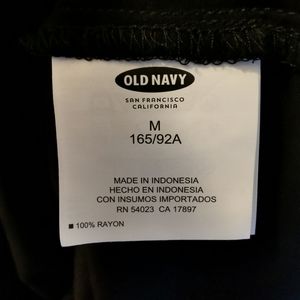 OLD NAVY
SAN FRANCISCO
CALIFORNIA
M
165/92A
MADE IN INDONESIA
HECHO EN INDONESIA
CON INSUMOS IMPORTADOS
RN 54023 CA 17897
100% RAYON